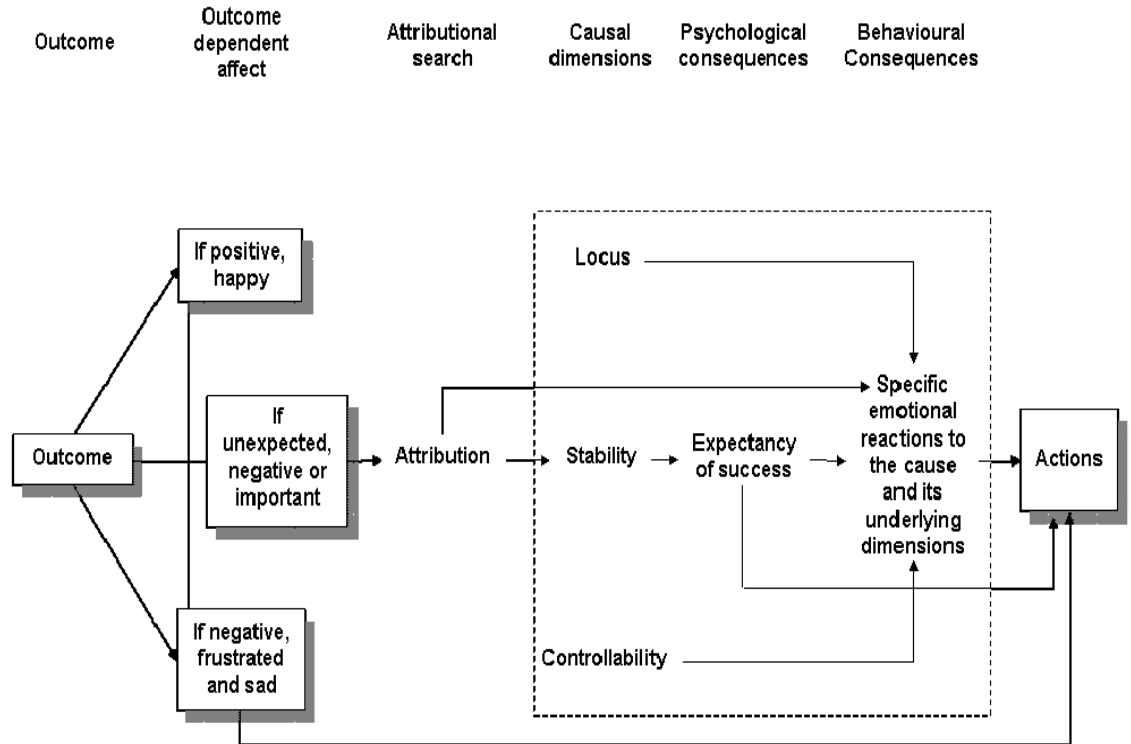 Outcome
Outcome
dependent
affect
Attributional
search
Causal
dimensions
Psychological
consequences
Behavioural
Consequences
If positive,
happy
Locus
Outcome
If
unexpected,
negative or
important
Attribution
Stability
Expectancy
of success
Specific
emotional
reactions to
the cause
and its
underlying
dimensions
Actions
If negative,
frustrated
and sad
Controllability